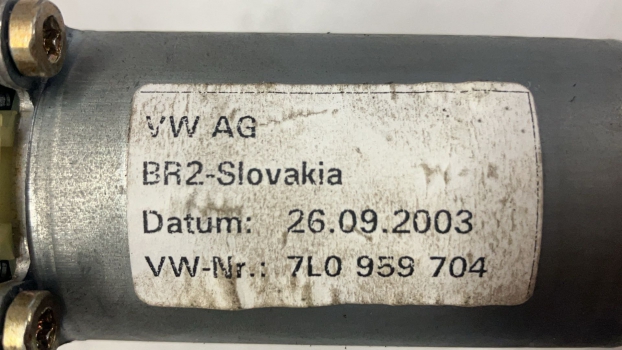 VW AG
BR2-Slovakia
Datum: 26.09.2003
VW-Nr.: 7L0 959 704